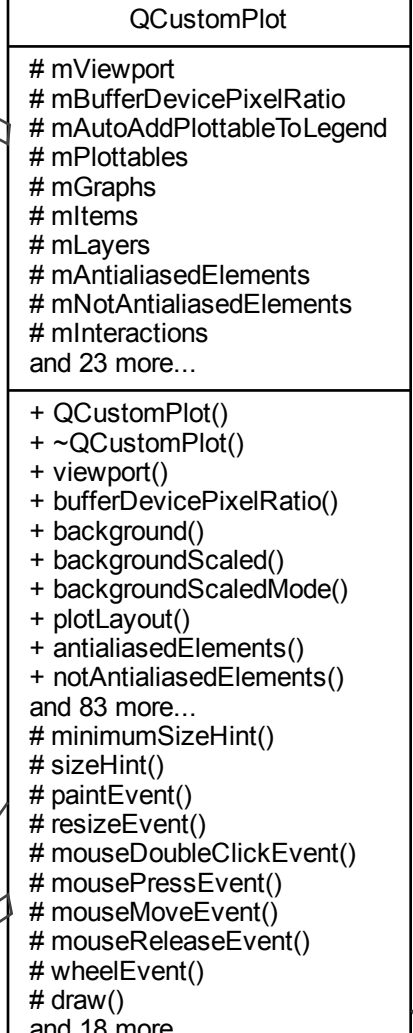 QCustomPlot
# mViewport
# mBufferDevicePixelRatio
# mAutoAddPlottableToLegend
# mPlottables
# mGraphs
# mItems
# mLayers
# mAntialiasedElements
# mNotAntialiasedElements
# mInteractions
and 23 more...
+ QCustomPlot()
+ ~QCustomPlot()
+ viewport()
+ bufferDevicePixelRatio()
+ background()
+ backgroundScaled()
+ backgroundScaledMode()
+ plotLayout()
+ antialiasedElements()
+ notAntialiasedElements()
and 83 more...
# minimumSizeHint()
# sizeHint()
# paintEvent()
# resizeEvent()
# mouseDoubleClickEvent()
# mousePressEvent()
# mouseMoveEvent()
# mouseReleaseEvent()
# wheelEvent()
# draw()
and 18 more...